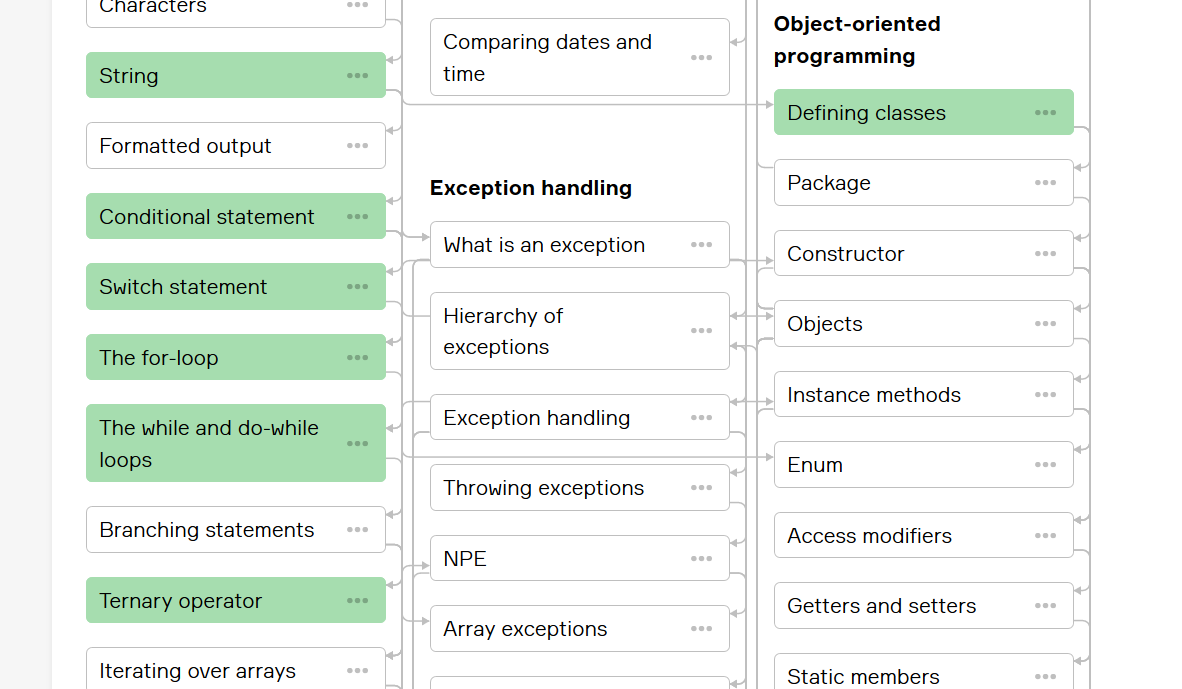 Characters
String
Formatted output
Conditional statement
Switch statement
The for-loop
The while and do-while
loops
Branching statements
Ternary operator
Iterating over arrays
Comparing dates and
time
Exception handling
What is an exception
Hierarchy of
exceptions
Exception handling
Throwing exceptions
NPE
Array exceptions
Object-oriented
programming
Defining classes
Package
Constructor
Objects
Instance methods
Enum
Access modifiers
Getters and setters
Static members